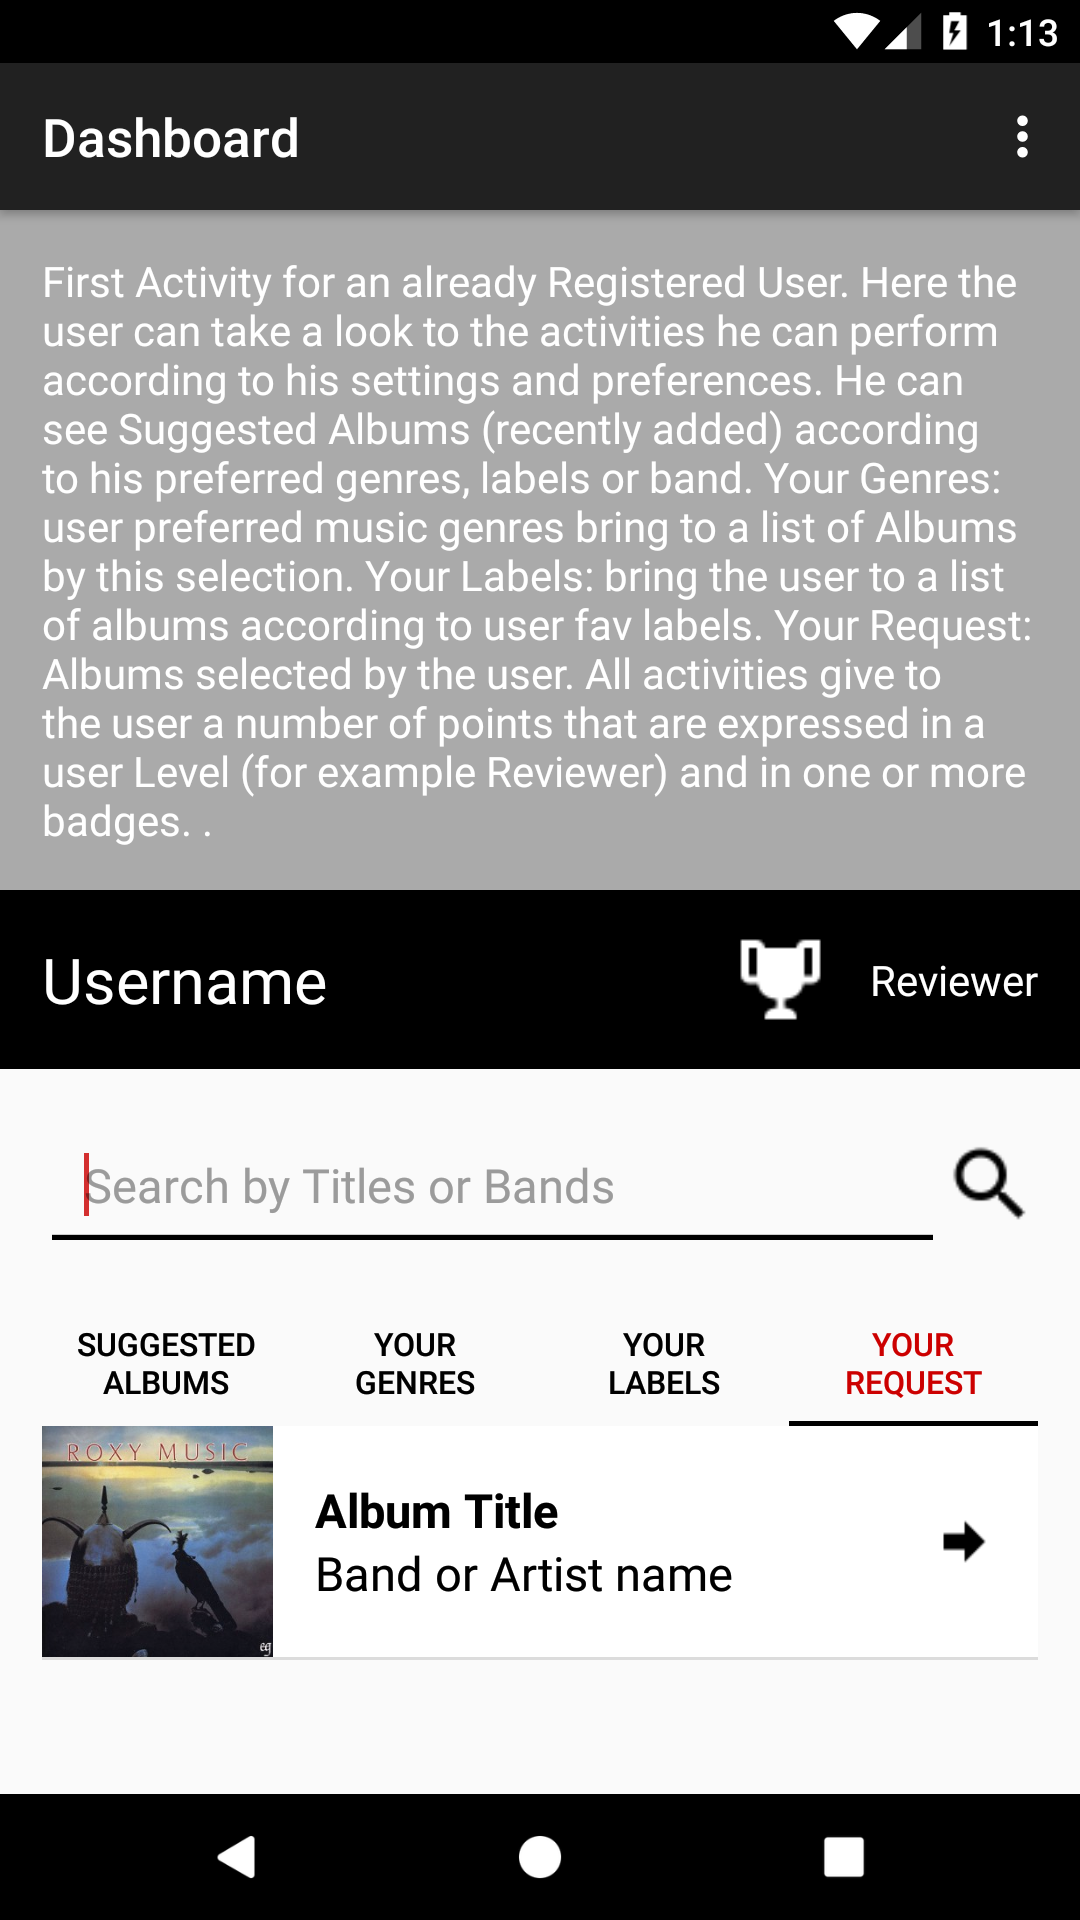 1:13
Dashboard
First Activity for an already Registered User. Here the
user can take a look to the activities he can perform
according to his settings and preferences. He can
see Suggested Albums (recently added) according
to his preferred genres, labels or band. Your Genres:
user preferred music genres bring to a list of Albums
by this selection. Your Labels: bring the user to a list
of albums according to user fav labels. Your Request:
Albums selected by the user. All activities give to
the user a number of points that are expressed in a
user Level (for example Reviewer) and in one or more
badges. .
Username
Reviewer
Search by Titles or Bands
SUGGESTED
ALBUMS
YOUR
GENRES
YOUR
LABELS
YOUR
REQUEST
ROXY MUSIC
eg
Album Title
Band or Artist name